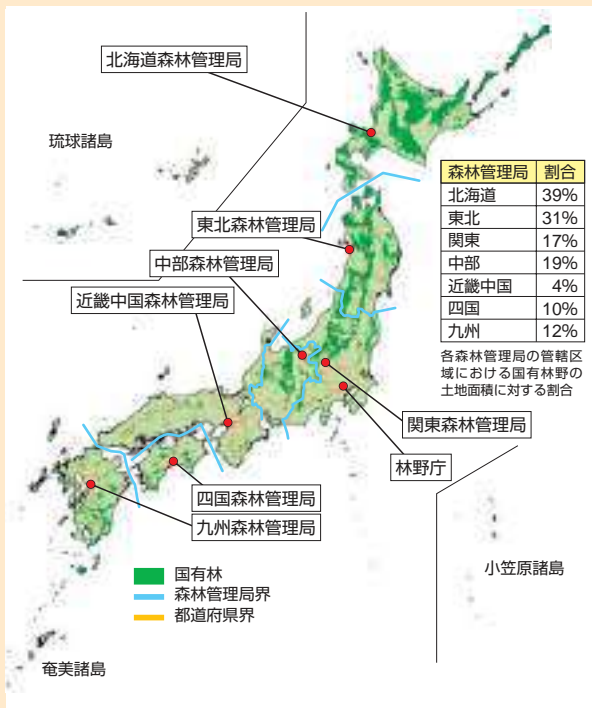 北海道森林管理局
琉球諸島
東北森林管理局
中部森林管理局
近畿中国森林管理局
森林管理局 割合
北海道 39%
東北 31%
関東 17%
中部 19%
近畿中国 4%
四国 10%
九州 12%
各森林管理局の管轄区
域における国有林野の
土地面積に対する割合
関東森林管理局
林野庁
四国森林管理局
九州森林管理局
国有林
森林管理局界
都道府県界
小笠原諸島
奄美諸島